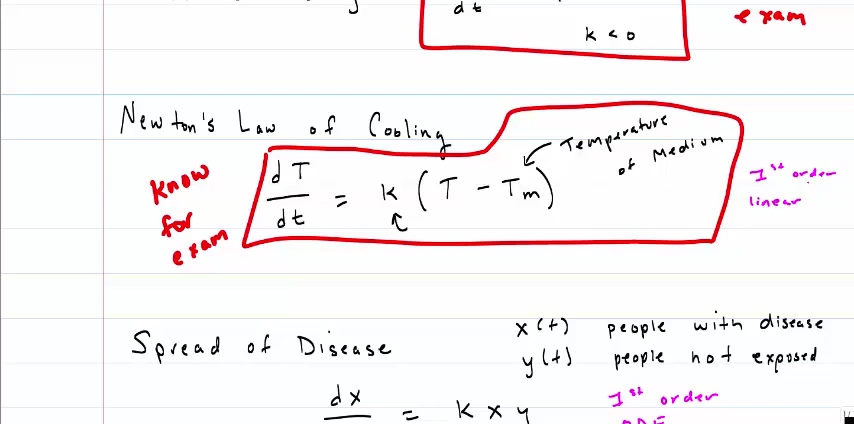 dt
exam
k < 0
Newton's Law of Cooling
Temperature
of Medium
know
for
exam
dT
dt
= k (T - Tm)
1st order
linear
Spread of Disease
x(t) people with disease
y(t) people not exposed
dx
= k x y
1st order